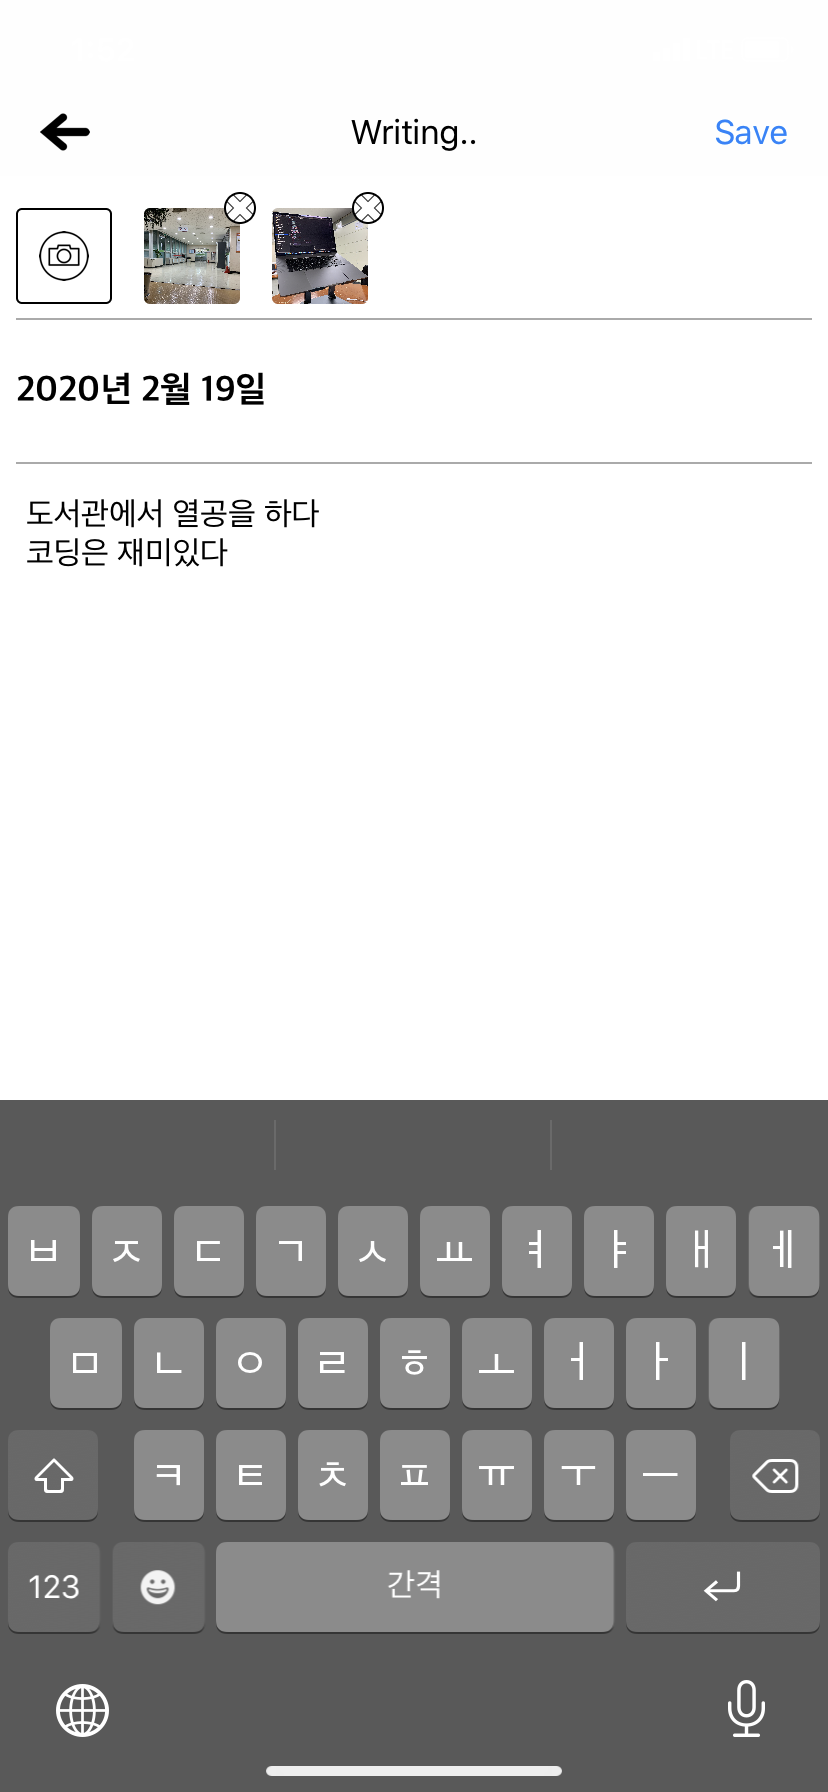 Writing..
Save
2020년 2월 19일
도서관에서 열공을 하다
코딩은 재미있다
ㅂ ㅈ ㄷ ㄱ ㅅ ㅛ ㅕ ㅑ ㅐ ㅔ
ㅁ ㄴ ㅇ ㄹ ㅎ ㅗ ㅓ ㅏ ㅣ
ㅋ ㅌ ㅊ ㅍ ㅠ ㅜ ㅡ
123 간격